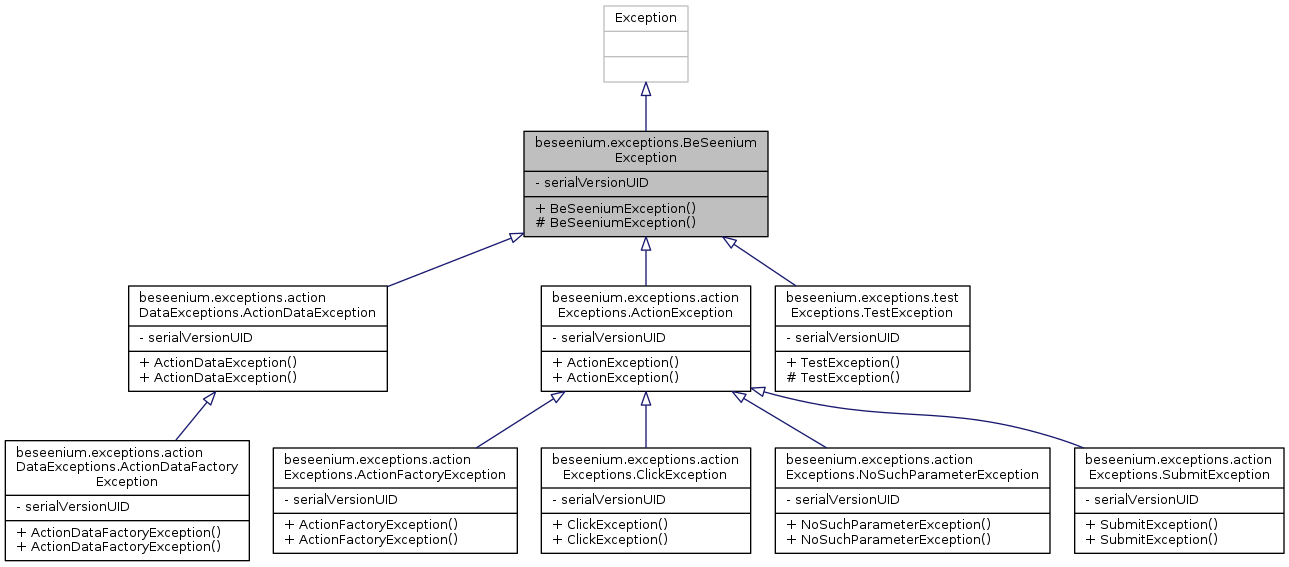 Exception
beseenium.exceptions.BeSeenium
Exception
- serialVersionUID
+ BeSeeniumException()
# BeSeeniumException()
beseenium.exceptions.action
DataExceptions.ActionDataException
- serialVersionUID
+ ActionDataException()
+ ActionDataException()
beseenium.exceptions.action
Exceptions.ActionException
- serialVersionUID
+ ActionException()
+ ActionException()
beseenium.exceptions.test
Exceptions.TestException
- serialVersionUID
+ TestException()
# TestException()
beseenium.exceptions.action
DataExceptions.ActionDataFactory
Exception
- serialVersionUID
+ ActionDataFactoryException()
+ ActionDataFactoryException()
beseenium.exceptions.action
Exceptions.ActionFactoryException
- serialVersionUID
+ ActionFactoryException()
+ ActionFactoryException()
beseenium.exceptions.action
Exceptions.ClickException
- serialVersionUID
+ ClickException()
+ ClickException()
beseenium.exceptions.action
Exceptions.NoSuchParameterException
- serialVersionUID
+ NoSuchParameterException()
+ NoSuchParameterException()
beseenium.exceptions.action
Exceptions.SubmitException
- serialVersionUID
+ SubmitException()
+ SubmitException()